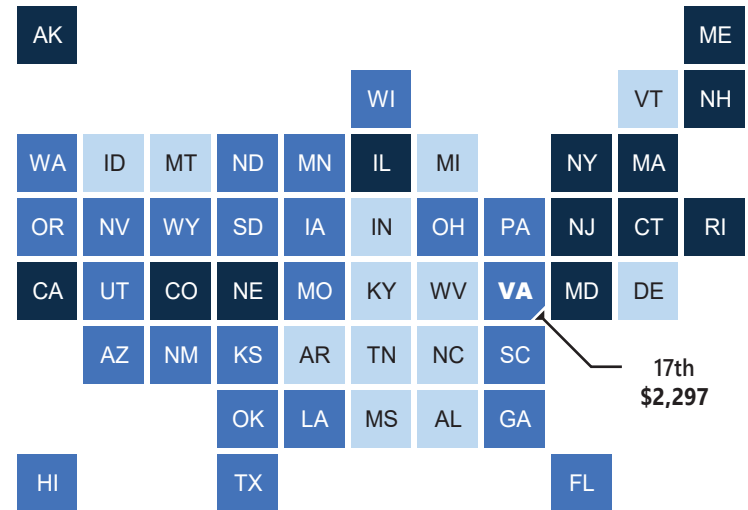 AK ME
WI VT NH
WA ID MT ND MN IL MI NY MA
OR NV WY SD IA IN OH PA NJ CT RI
CA UT CO NE MO KY WV VA MD DE
AZ NM KS AR TN NC SC
17th
$2,297
OK LA MS AL GA
HI TX FL